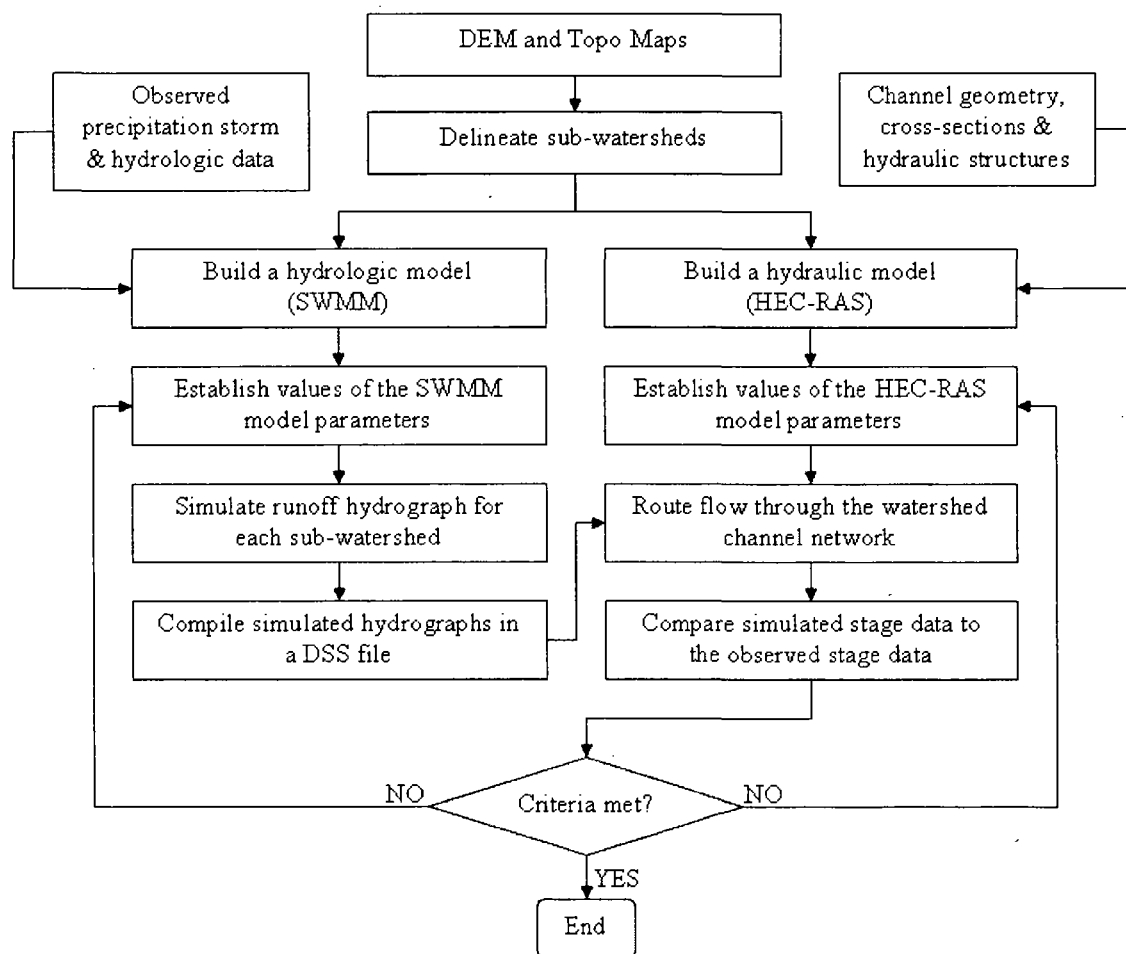 DEM and Topo Maps
Observed
precipitation storm
& hydrologic data
Delineate sub-watersheds
Channel geometry,
cross-sections &
hydraulic structures
Build a hydrologic model
(SWMM)
Build a hydraulic model
(HEC-RAS)
Establish values of the SWMM
model parameters
Establish values of the HEC-RAS
model parameters
Simulate runoff hydrograph for
each sub-watershed
Route flow through the watershed
channel network
Compile simulated hydrographs in
a DSS file
Compare simulated stage data to
the observed stage data
NO
Criteria met?
NO
YES
End